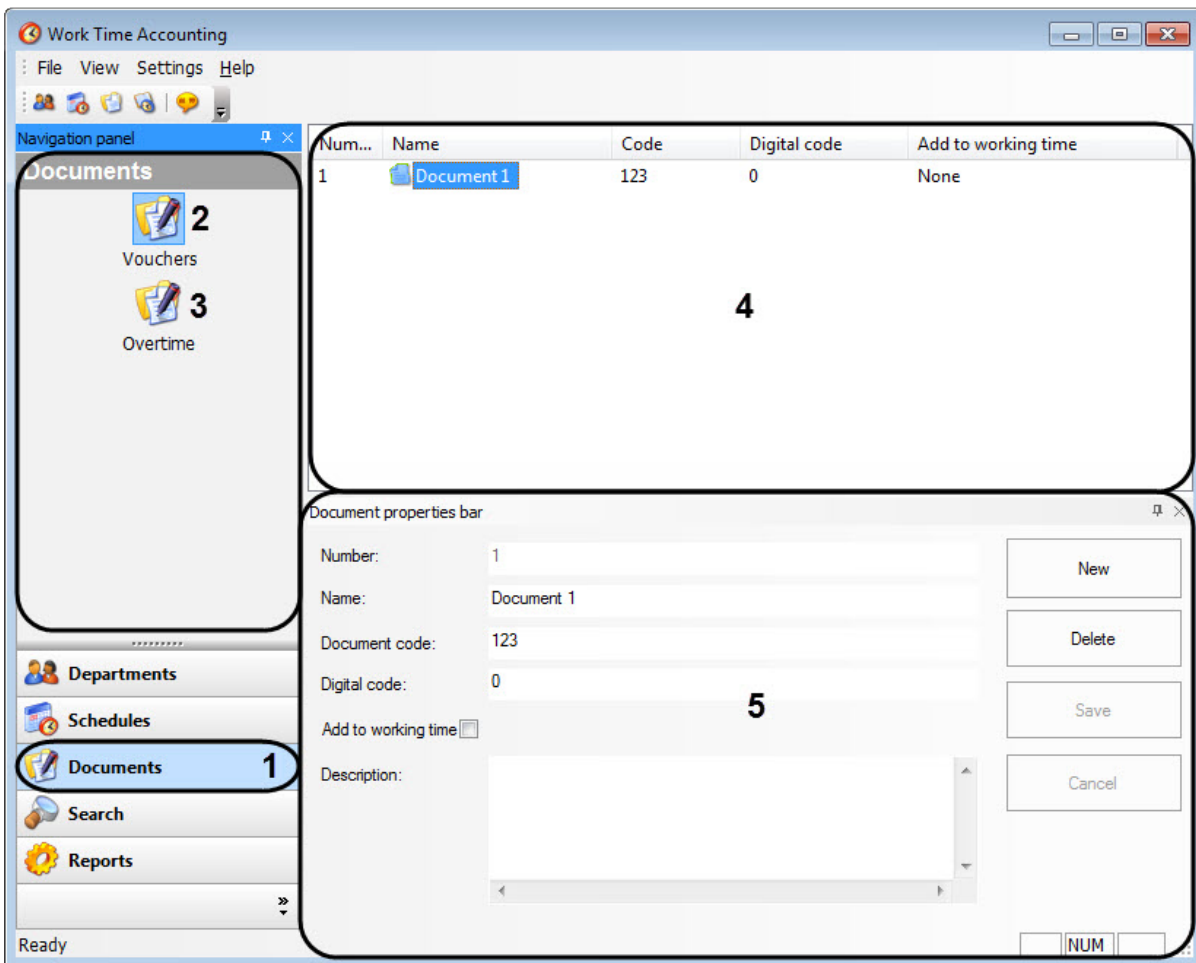 Work Time Accounting
File View Settings Help
Navigation panel
Documents
2
Vouchers
3
Overtime
Num... Name Code Digital code Add to working time
1 Document 1 123 0 None
4
Document properties bar
Number: 1
Name: Document 1
Document code: 123
Digital code: 0
Add to working time
Description:
5
New
Delete
Save
Cancel
Departments
Schedules
Documents 1
Search
Reports
Ready
NUM